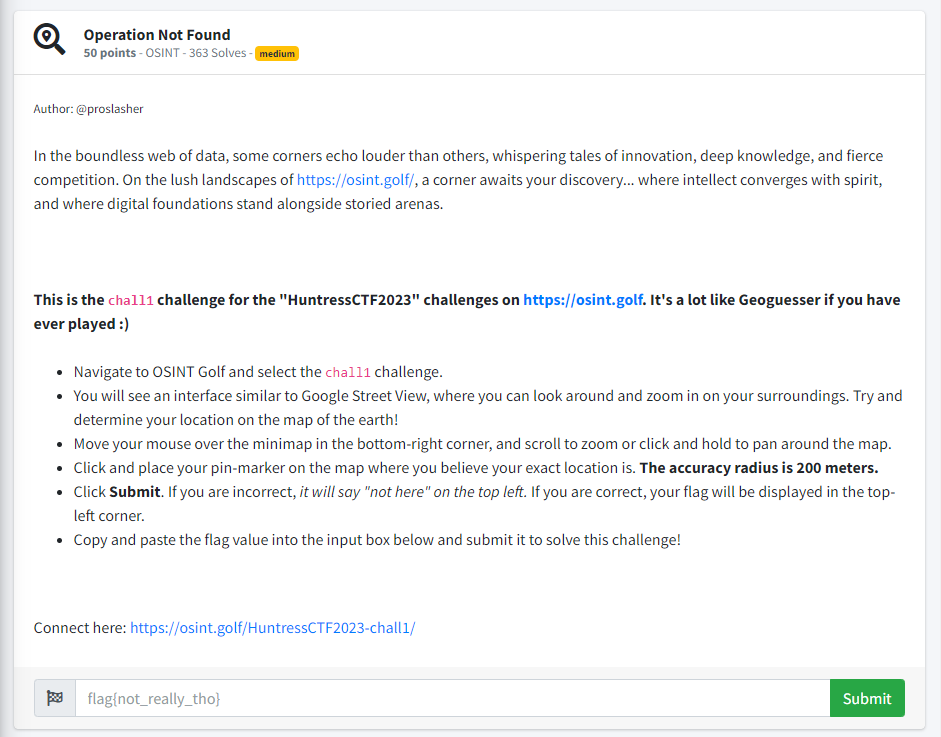 Operation Not Found
50 points - OSINT - 363 Solves - medium
Author: @proslasher
In the boundless web of data, some corners echo louder than others, whispering tales of innovation, deep knowledge, and fierce
competition. On the lush landscapes of https://osint.golf/, a corner awaits your discovery... where intellect converges with spirit,
and where digital foundations stand alongside storied arenas.
This is the chall1 challenge for the "HuntressCTF2023" challenges on https://osint.golf. It's a lot like Geoguesser if you have
ever played :)
• Navigate to OSINT Golf and select the chall1 challenge.
• You will see an interface similar to Google Street View, where you can look around and zoom in on your surroundings. Try and
determine your location on the map of the earth!
• Move your mouse over the minimap in the bottom-right corner, and scroll to zoom or click and hold to pan around the map.
• Click and place your pin-marker on the map where you believe your exact location is. The accuracy radius is 200 meters.
• Click Submit. If you are incorrect, it will say "not here" on the top left. If you are correct, your flag will be displayed in the top-
left corner.
• Copy and paste the flag value into the input box below and submit it to solve this challenge!
Connect here: https://osint.golf/HuntressCTF2023-chall1/
flag{not_really_tho}
Submit